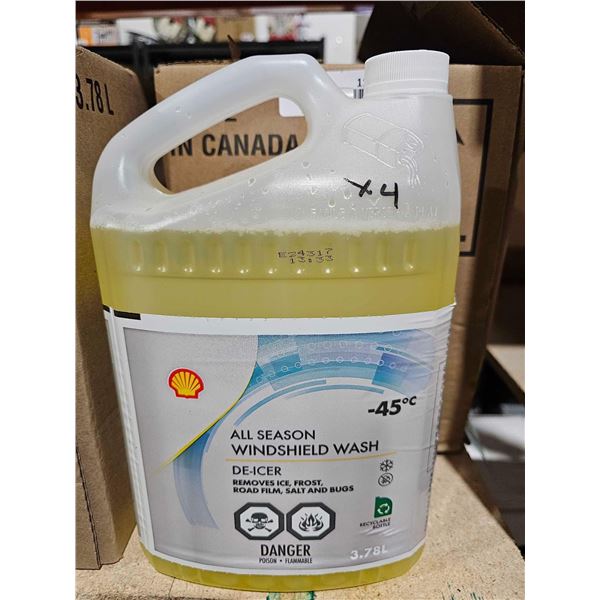 3.78 L
IN CANADA
x4
E24317
13:33
-45°C
ALL SEASON
WINDSHIELD WASH
DE-ICER
REMOVES ICE, FROST,
ROAD FILM, SALT AND BUGS
RECYCLABLE
BOTTLE
DANGER
POISON • FLAMMABLE
3.78L